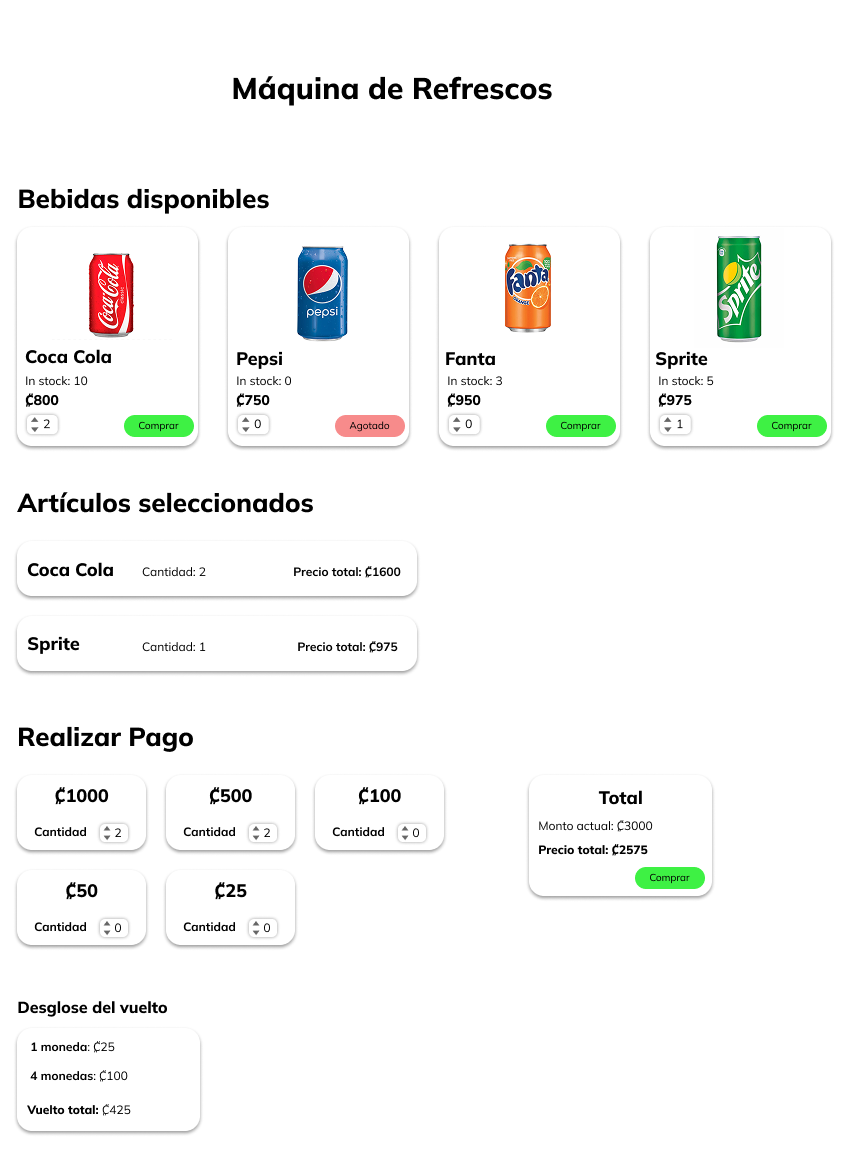 Máquina de Refrescos
Bebidas disponibles
Coca-Cola
classic
pepsi
fanta
ORANGE
Sprite
Coca Cola
In stock: 10
₡800
2
Comprar
Pepsi
In stock: 0
₡750
0
Agotado
Fanta
In stock: 3
₡950
0
Comprar
Sprite
In stock: 5
₡975
1
Comprar
Artículos seleccionados
Coca Cola Cantidad: 2 Precio total: ₡1600
Sprite Cantidad: 1 Precio total: ₡975
Realizar Pago
₡1000
Cantidad 2
₡500
Cantidad 2
₡100
Cantidad 0
₡50
Cantidad 0
₡25
Cantidad 0
Total
Monto actual: ₡3000
Precio total: ₡2575
Comprar
Desglose del vuelto
1 moneda: ₡25
4 monedas: ₡100
Vuelto total: ₡425